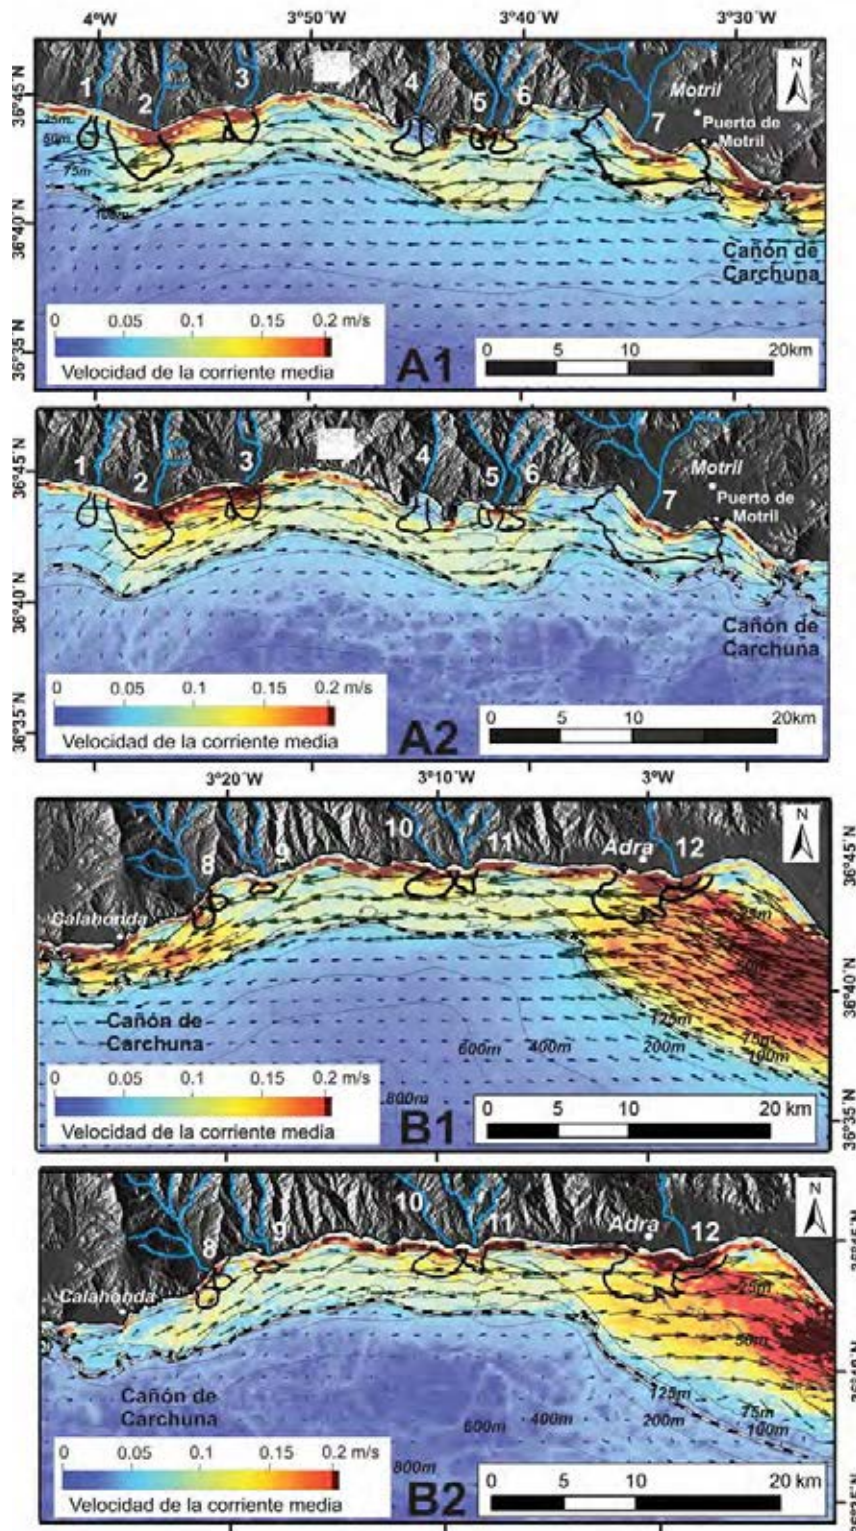 4°W 3°50´W 3°40´W 3°30´W
N
1 2 3 4 5 6 7
Motril
Puerto de
Motril
36°45´N
25m
50m
75m
100m
36°40´N
Cañón de
Carchuna
0 0.05 0.1 0.15 0.2 m/s
Velocidad de la corriente media
36°35´N
A1
0 5 10 20km
1 2 3 4 5 6 7
Motril
Puerto de
Motril
36°45´N
36°40´N
Cañón de
Carchuna
0 0.05 0.1 0.15 0.2 m/s
Velocidad de la corriente media
36°35´N
A2
0 5 10 20km
3°20´W 3°10´W 3°W
N
8 9 10 11 12
Adra
36°45´N
Calahonda
25m
36°40´N
Cañón de
Carchuna
125m
75m
600m 400m 200m 100m
0 0.05 0.1 0.15 0.2 m/s
800m
Velocidad de la corriente media
36°35´N
B1
0 5 10 20 km
N
8 9 10 11 12
Adra
Calahonda
25m
50m
Cañón de
Carchuna
125m
75m
600m 400m 200m 100m
800m
0 0.05 0.1 0.15 0.2 m/s
Velocidad de la corriente media
B2
0 5 10 20 km